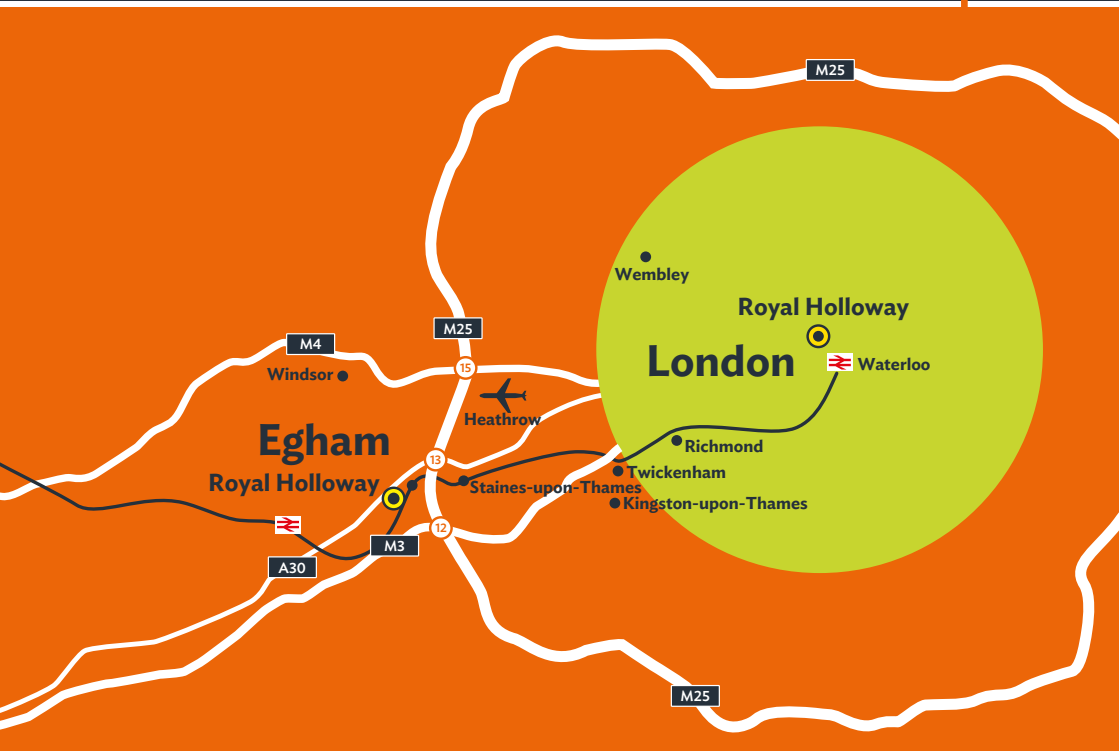 M25
Wembley
Royal Holloway
M25
M4
London
Waterloo
15
Windsor
Heathrow
Egham
Richmond
13
Twickenham
Royal Holloway
Staines-upon-Thames
Kingston-upon-Thames
12
M3
A30
M25